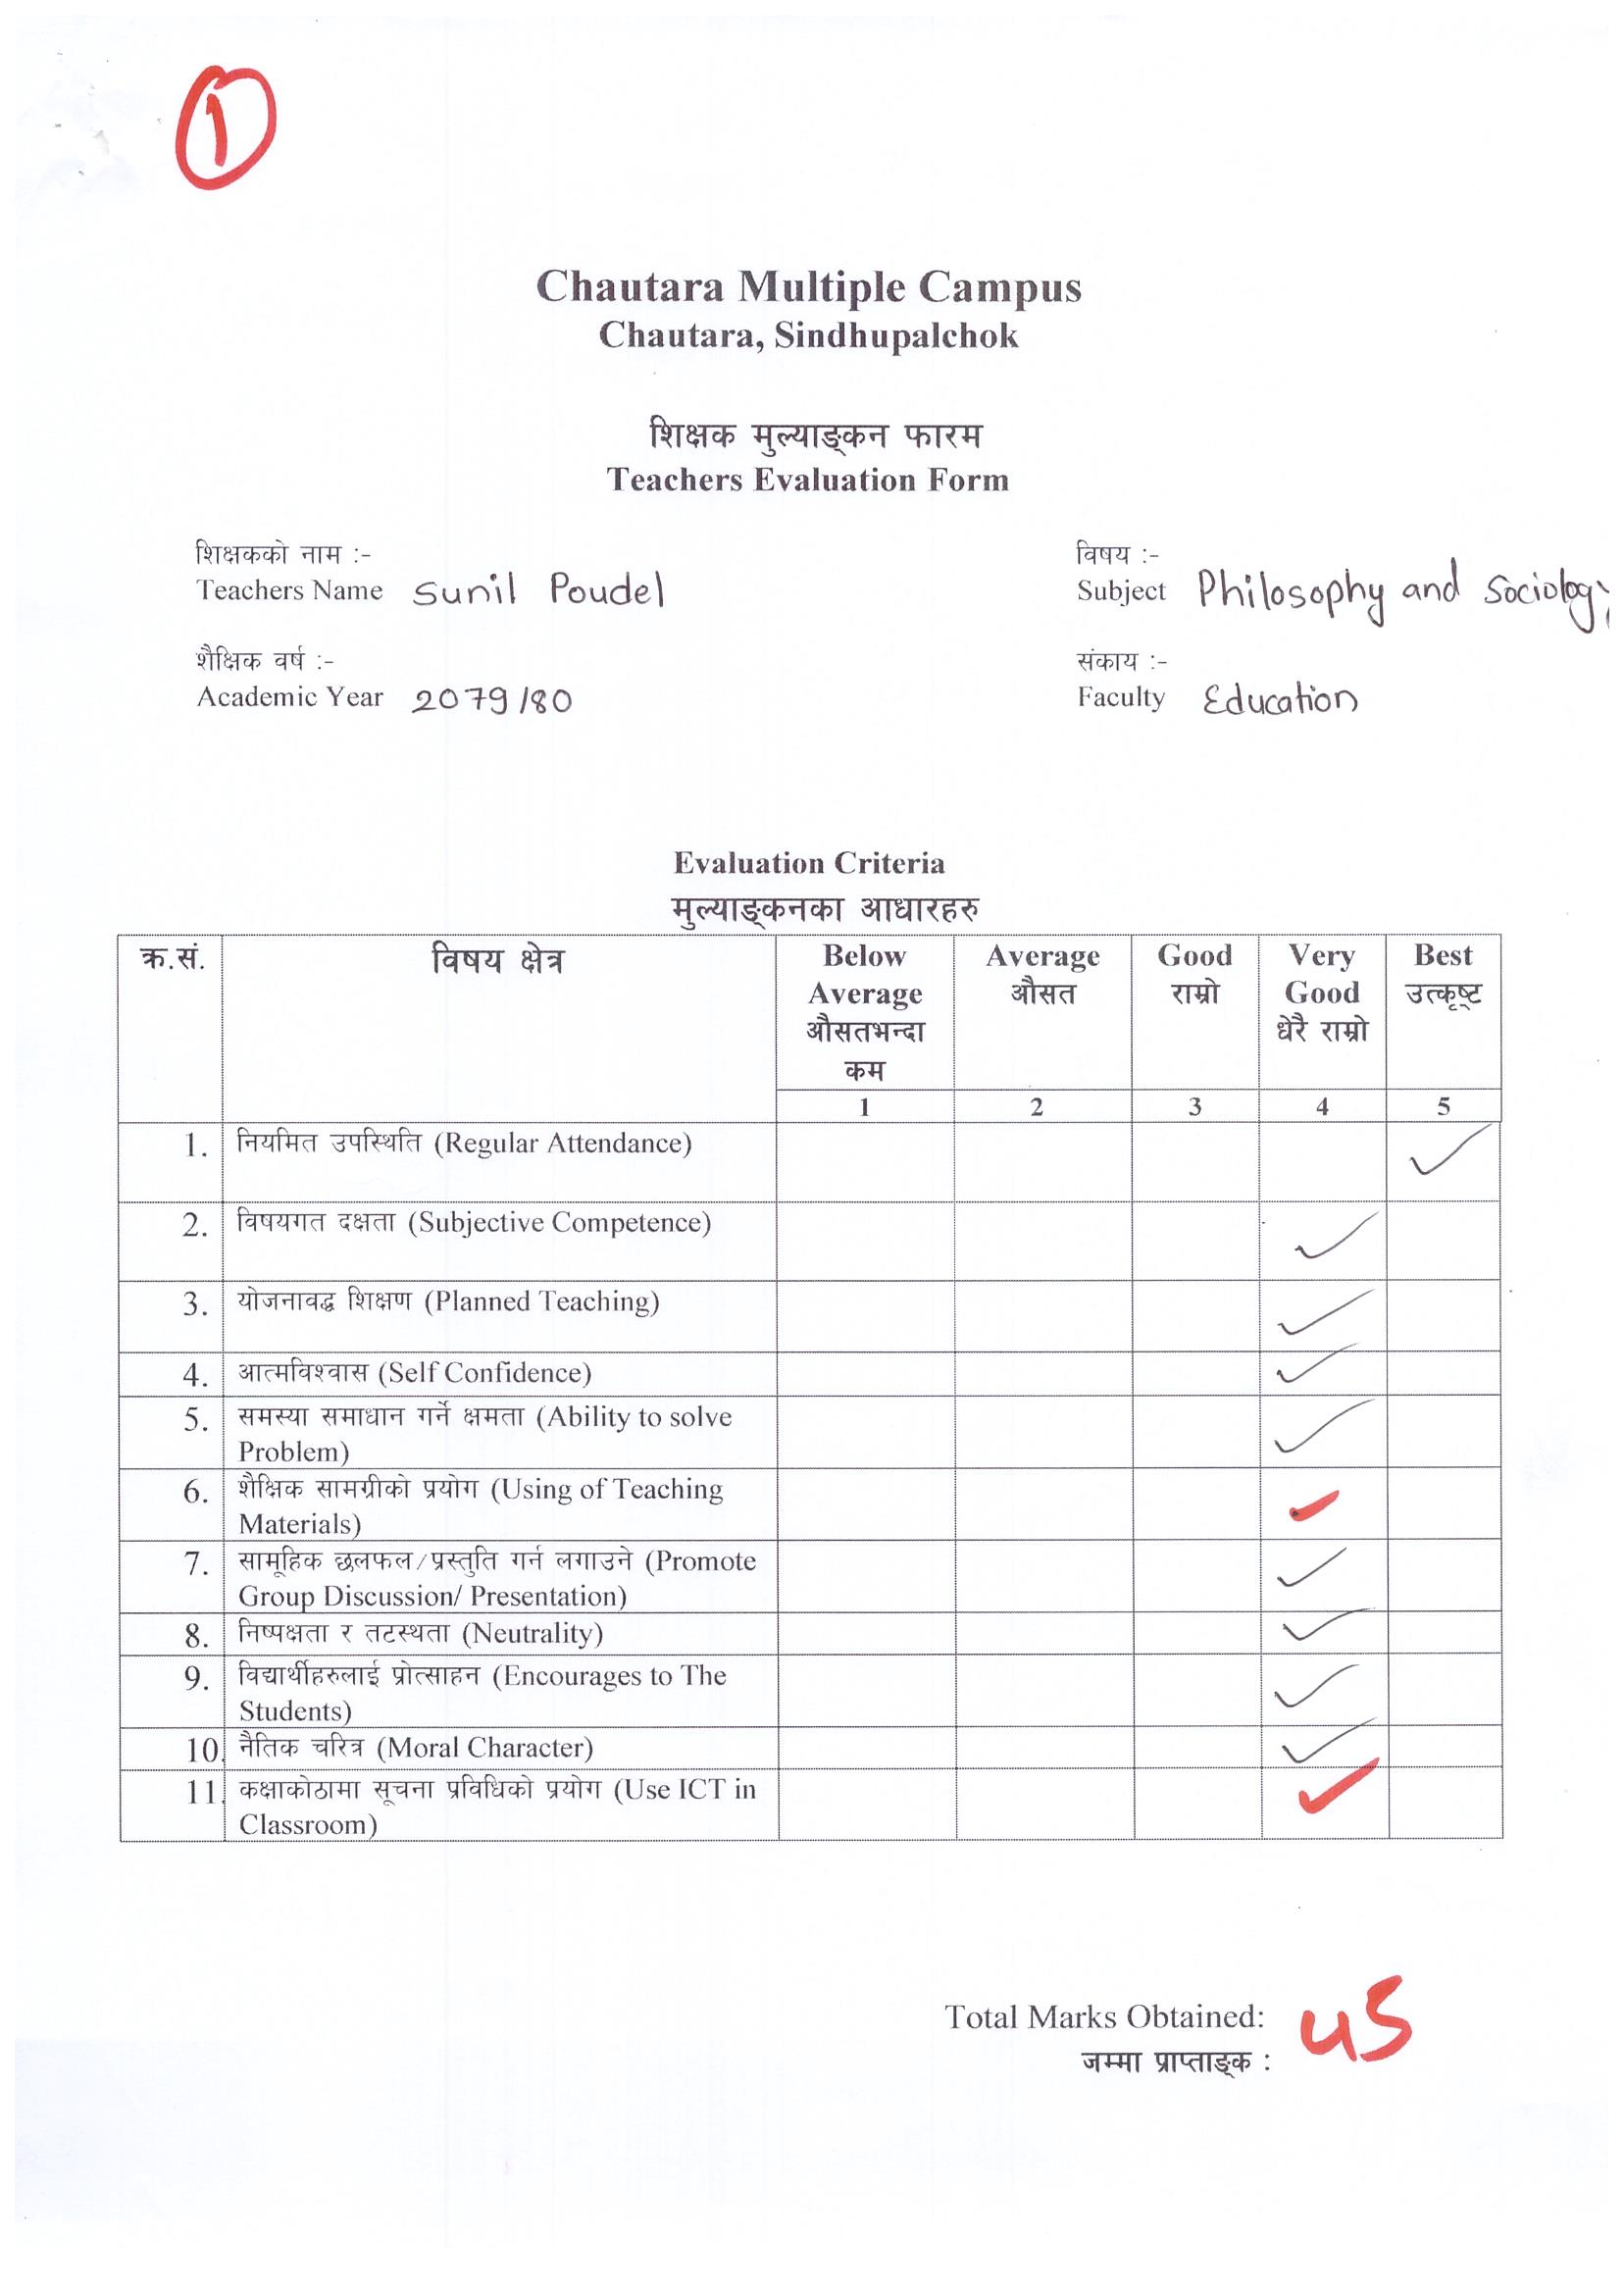 1
Chautara Multiple Campus
Chautara, Sindhupalchok
शिक्षक मुल्याङ्कन फारम
Teachers Evaluation Form
शिक्षकको नाम :-
Teachers Name Sunil Poudel
विषय :-
Subject Philosophy and Sociology
शैक्षिक वर्ष :-
Academic Year 2079/80
संकाय :-
Faculty Education
Evaluation Criteria
मुल्याङ्कनका आधारहरु
क्र.सं. विषय क्षेत्र Below Average Good Very Best
Average औसत राम्रो Good उत्कृष्ट
औसतभन्दा धेरै राम्रो
कम
1 2 3 4 5
1. नियमित उपस्थिति (Regular Attendance) ✓
2. विषयगत दक्षता (Subjective Competence) ✓
3. योजनावद्ध शिक्षण (Planned Teaching) ✓
4. आत्मविश्वास (Self Confidence) ✓
5. समस्या समाधान गर्ने क्षमता (Ability to solve ✓
Problem)
6. शैक्षिक सामग्रीको प्रयोग (Using of Teaching ✓
Materials)
7. सामूहिक छलफल/प्रस्तुति गर्न लगाउने (Promote ✓
Group Discussion/ Presentation)
8. निष्पक्षता र तटस्थता (Neutrality) ✓
9. विद्यार्थीहरुलाई प्रोत्साहन (Encourages to The ✓
Students)
10. नैतिक चरित्र (Moral Character) ✓
11. कक्षाकोठामा सूचना प्रविधिको प्रयोग (Use ICT in ✓
Classroom)
Total Marks Obtained: 45
जम्मा प्राप्ताङ्क :